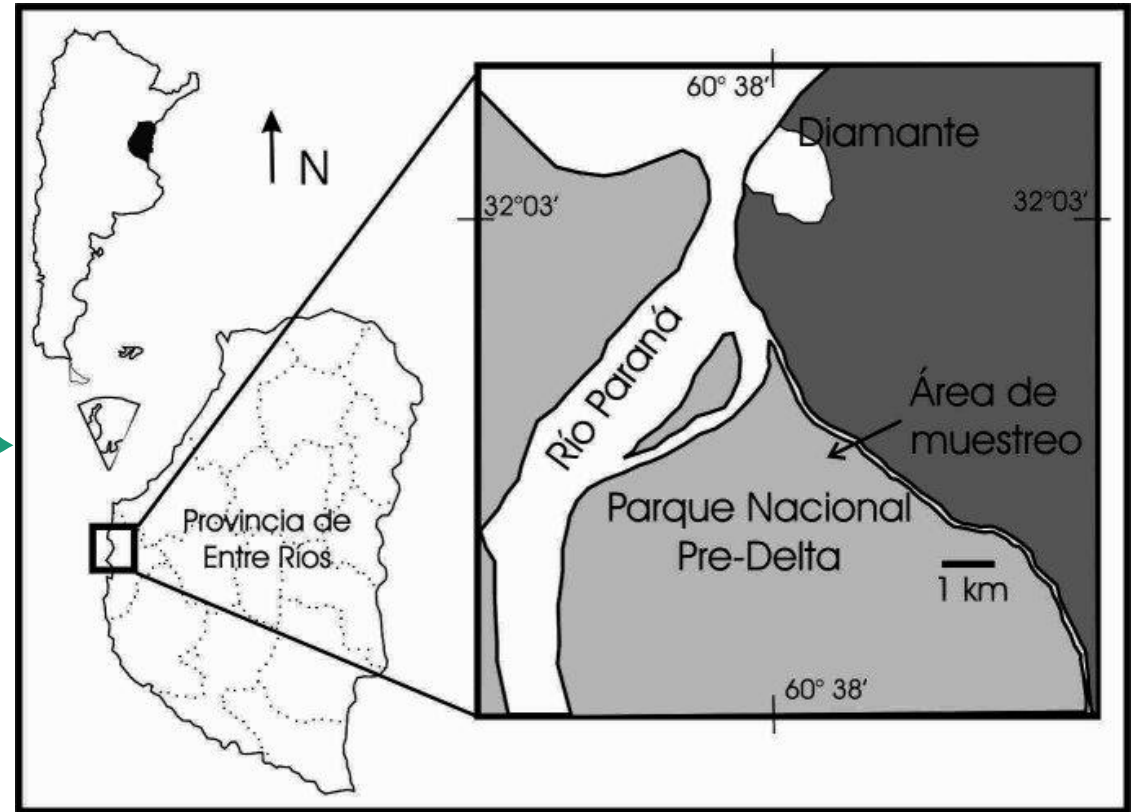 N
60° 38'
Diamante
32°03'
32°03'
Río Paraná
Área de
muestreo
Provincia de
Entre Ríos
Parque Nacional
Pre-Delta
1 km
60° 38'